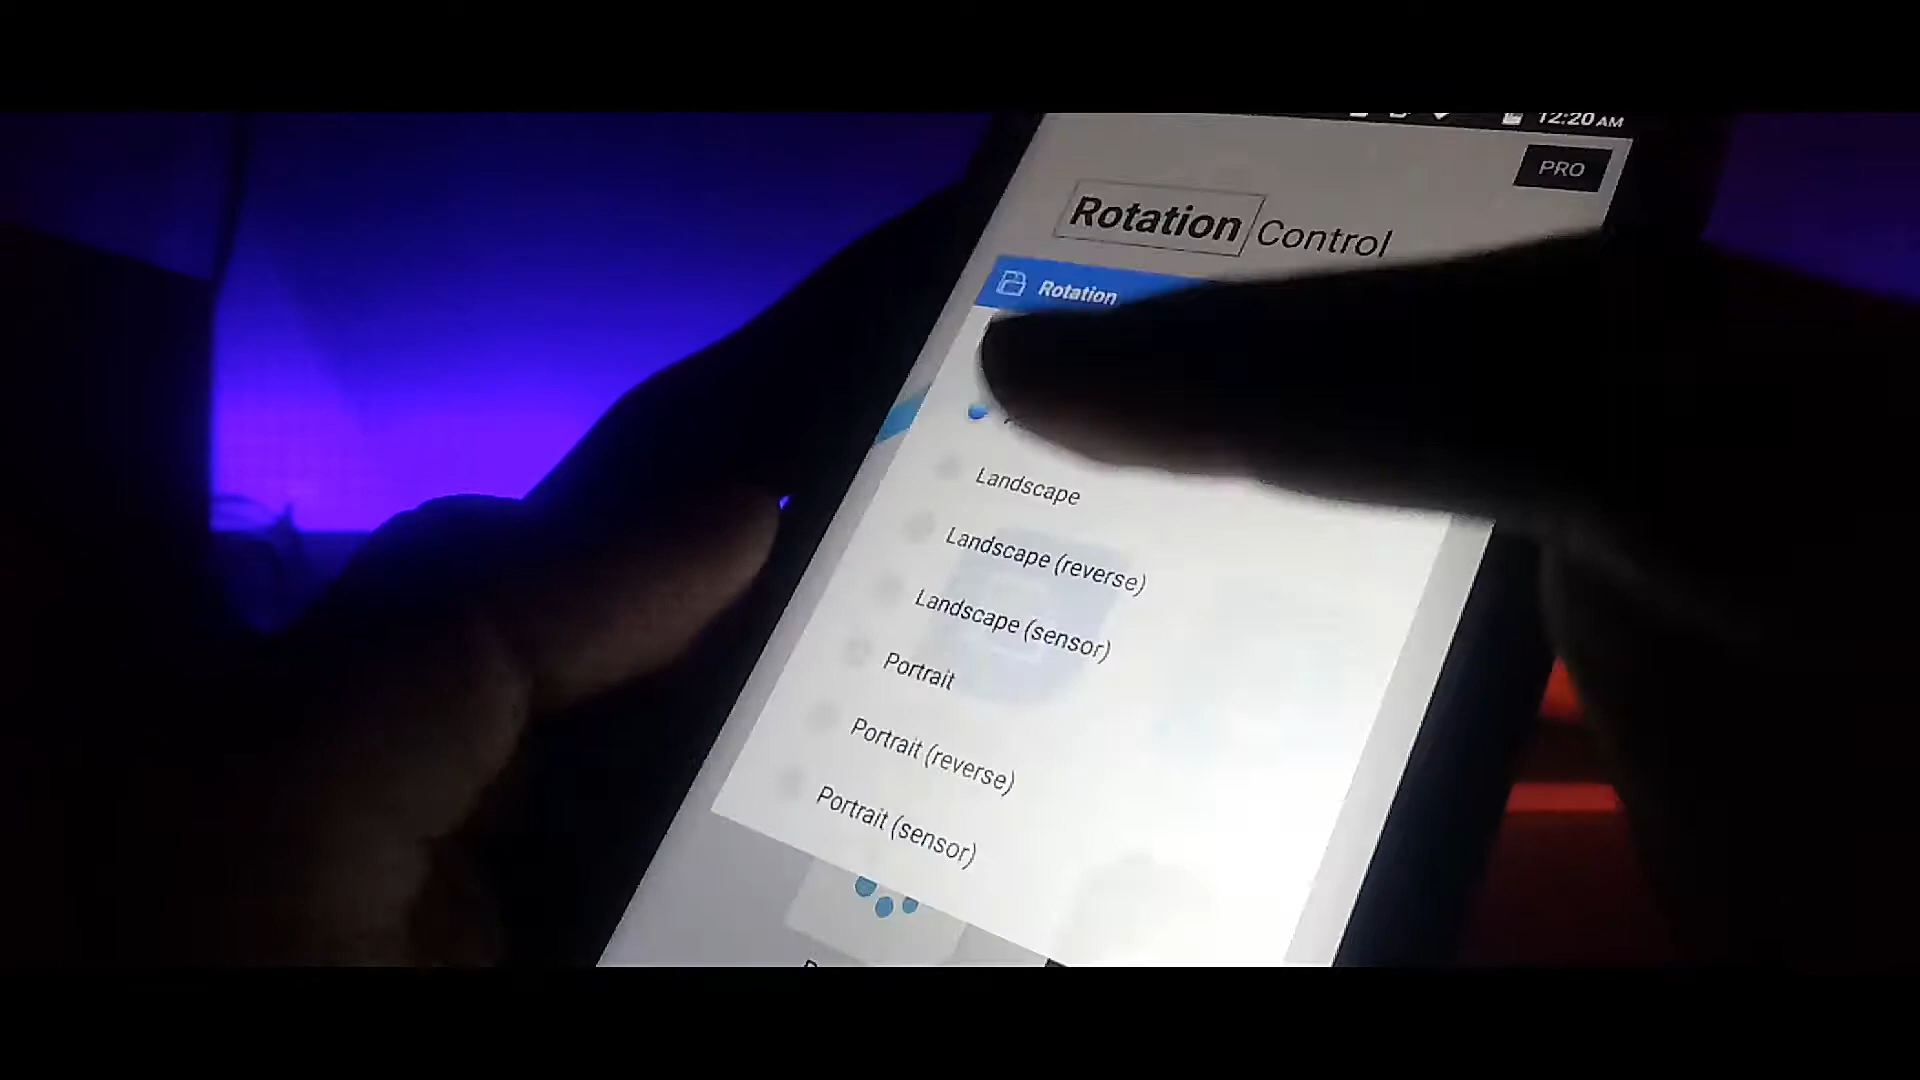 12:20 AM
PRO
Rotation Control
Rotation
Landscape
Landscape (reverse)
Landscape (sensor)
Portrait
Portrait (reverse)
Portrait (sensor)